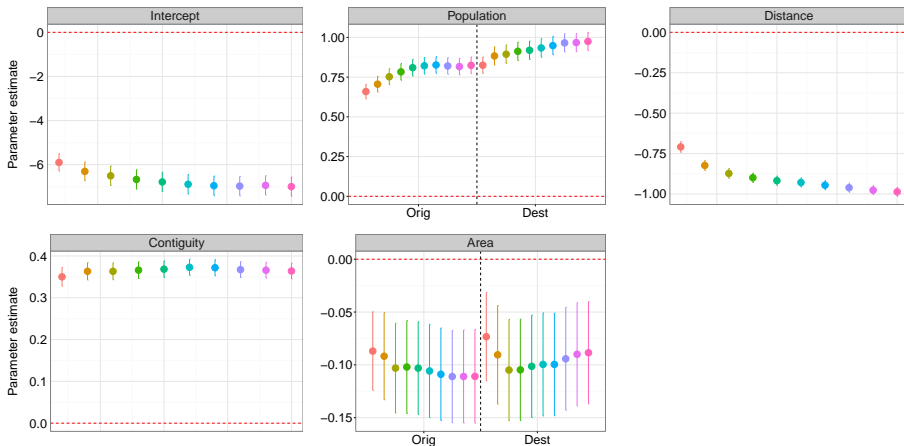 Intercept
Population
Distance
Parameter estimate
0
−2
−4
−6
1.00
0.75
0.50
0.25
0.00
Orig
Dest
0.00
−0.25
−0.50
−0.75
−1.00
Contiguity
Area
Parameter estimate
0.4
0.3
0.2
0.1
0.0
0.00
−0.05
−0.10
−0.15
Orig
Dest